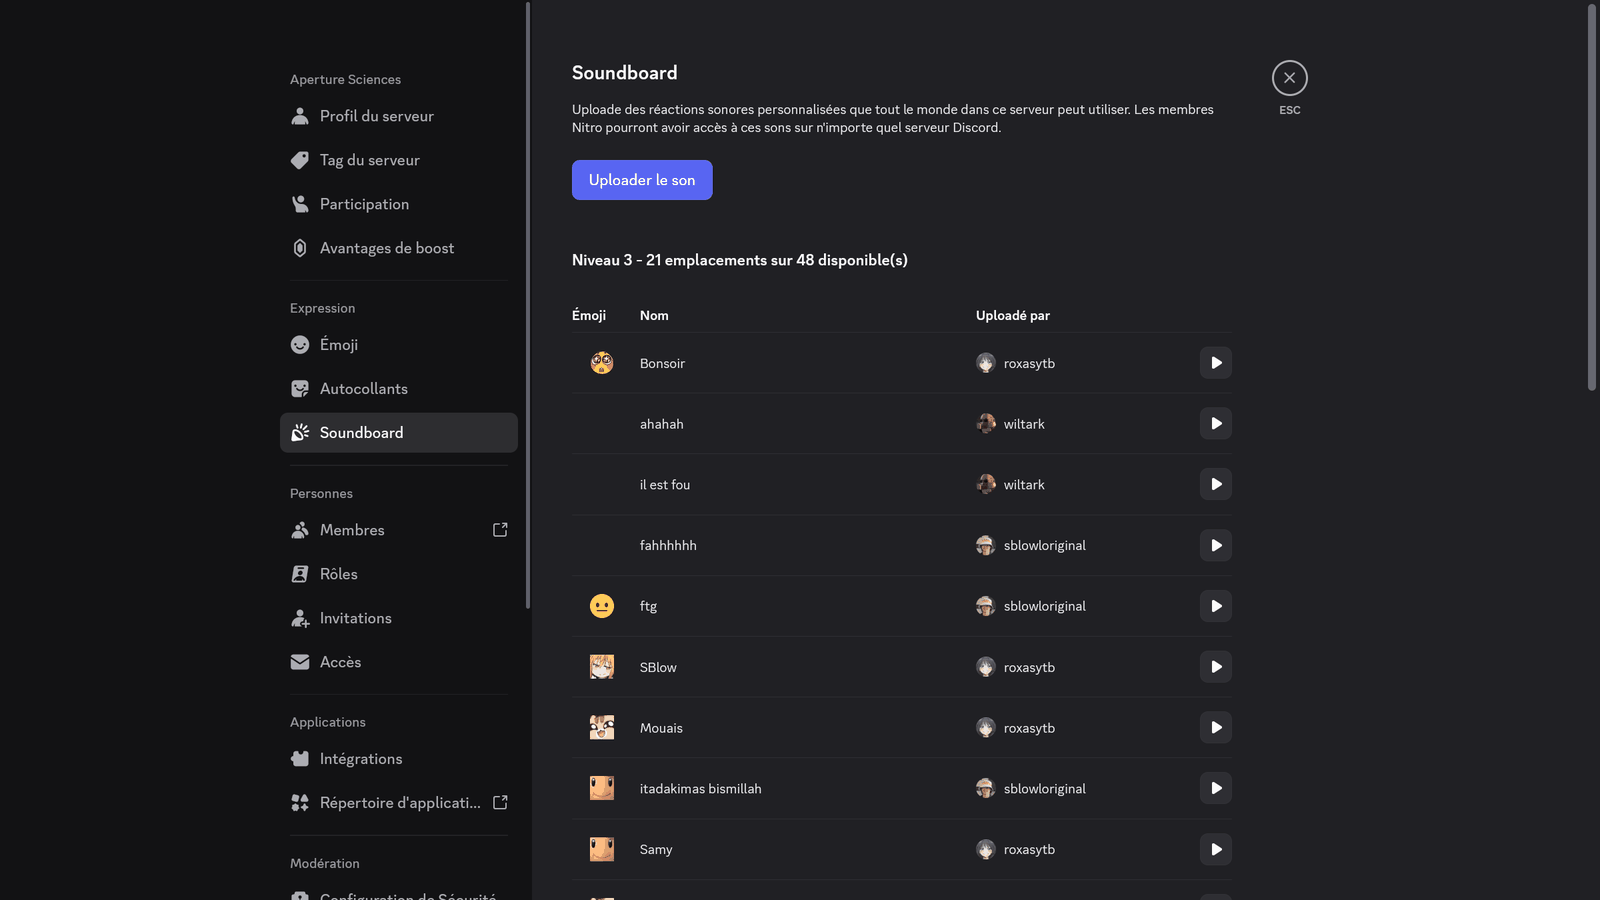 Aperture Sciences
Profil du serveur
Tag du serveur
Participation
Avantages de boost
Expression
Émoji
Autocollants
Soundboard
Personnes
Membres
Rôles
Invitations
Accès
Applications
Intégrations
Répertoire d'applicati...
Modération
Configuration de Sécurité
Soundboard
Uploade des réactions sonores personnalisées que tout le monde dans ce serveur peut utiliser. Les membres
Nitro pourront avoir accès à ces sons sur n'importe quel serveur Discord.
ESC
Uploader le son
Niveau 3 - 21 emplacements sur 48 disponible(s)
Émoji Nom Uploadé par
Bonsoir roxasytb
ahahah wiltark
il est fou wiltark
fahhhhhh sblowloriginal
ftg sblowloriginal
SBlow roxasytb
Mouais roxasytb
itadakimas bismillah sblowloriginal
Samy roxasytb